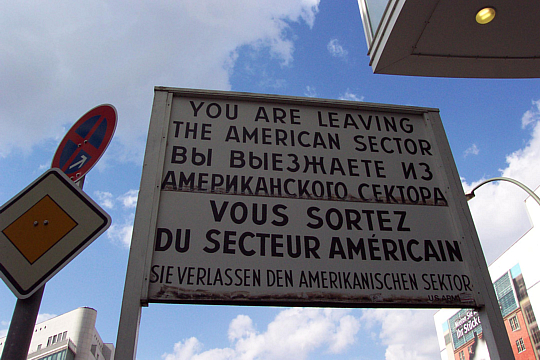 YOU ARE LEAVING
THE AMERICAN SECTOR
ВЫ ВЫЕЗЖАЕТЕ ИЗ
АМЕРИКАНСКОГО СЕКТОРА
VOUS SORTEZ
DU SECTEUR AMÉRICAIN
SIE VERLASSEN DEN AMERIKANISCHEN SEKTOR
U.S. ARMY